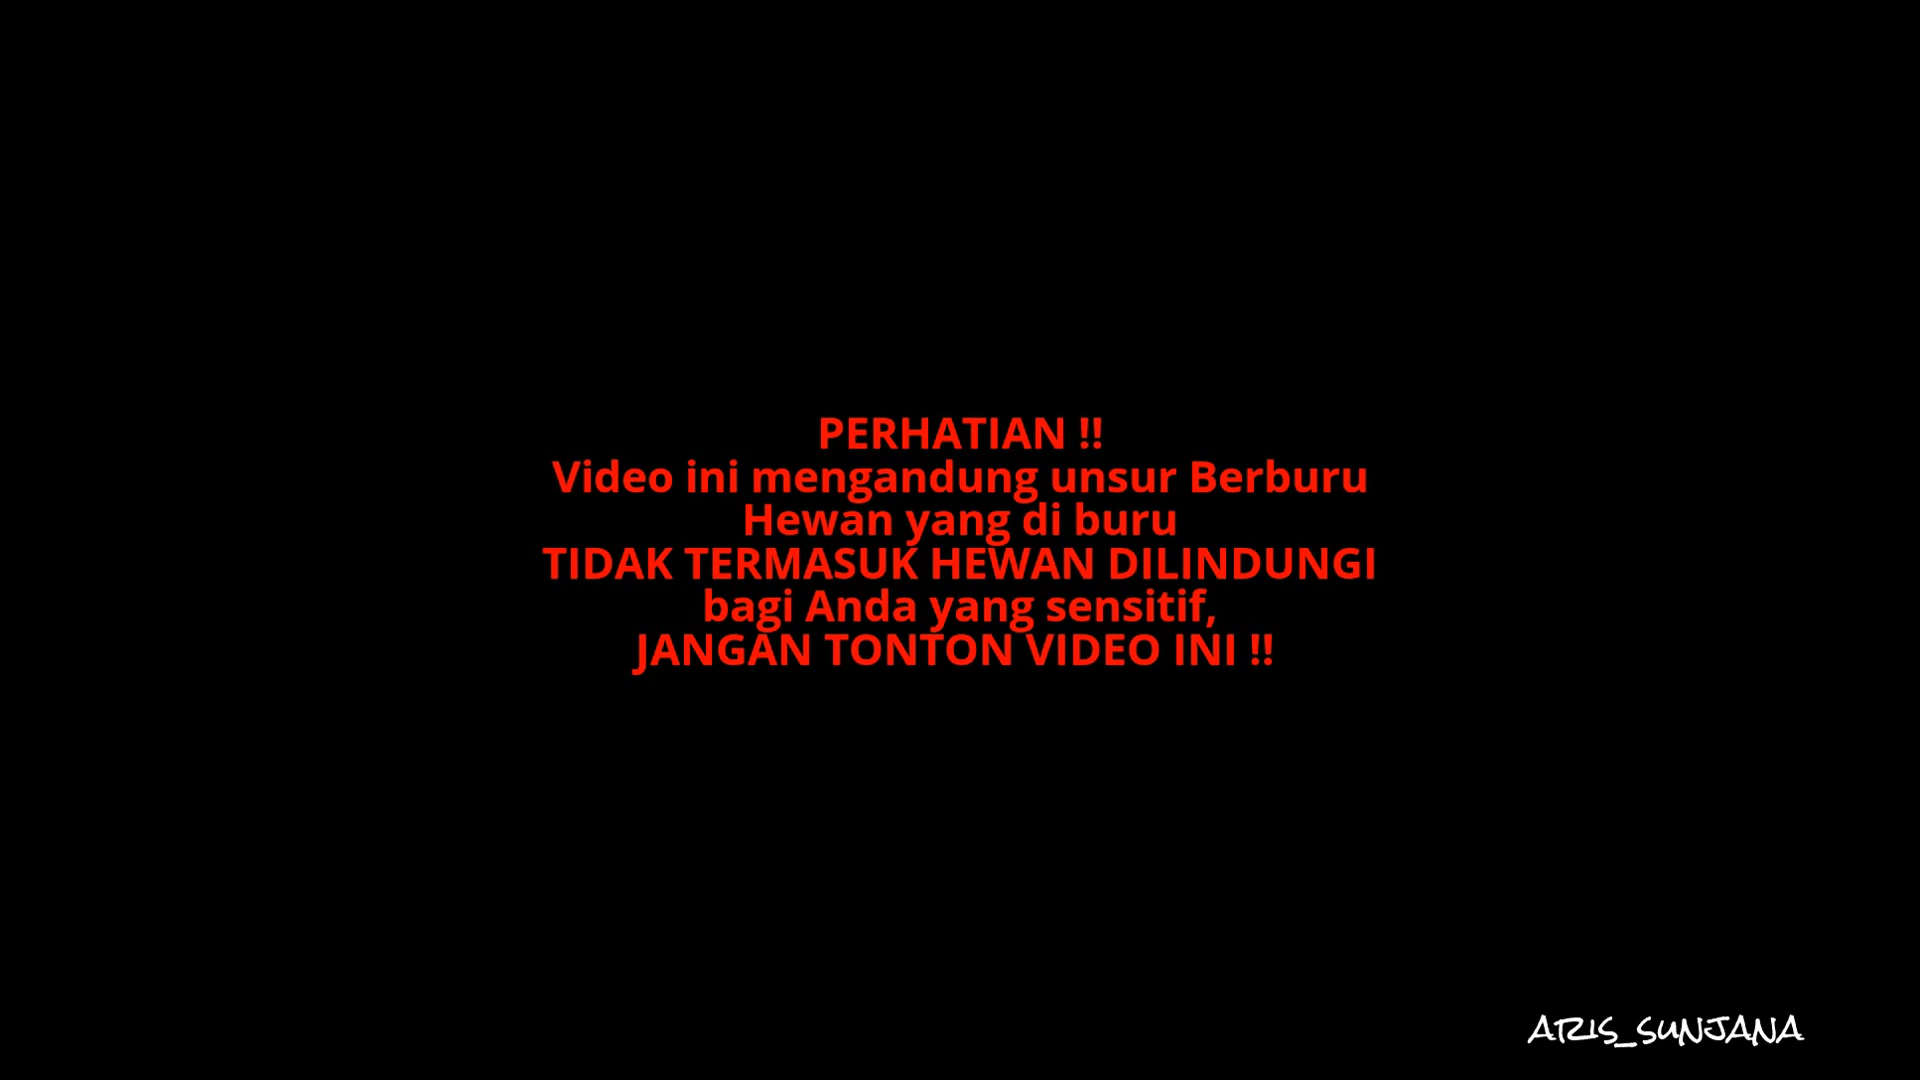 PERHATIAN !!
Video ini mengandung unsur Berburu
Hewan yang di buru
TIDAK TERMASUK HEWAN DILINDUNGI
bagi Anda yang sensitif,
JANGAN TONTON VIDEO INI !!
ARIS_SUNJANA